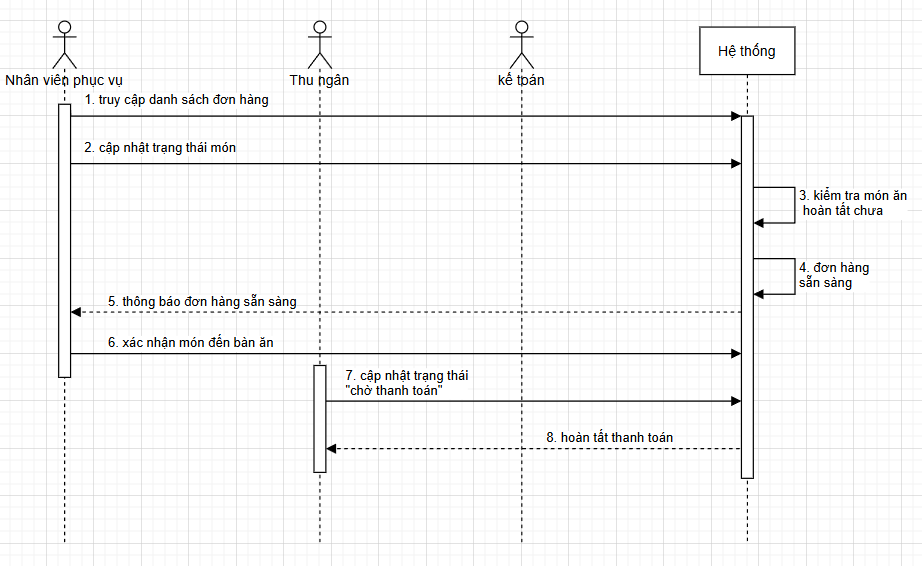 Hệ thống
Nhân viên phục vụ
Thu ngân
kế toán
1. truy cập danh sách đơn hàng
2. cập nhật trạng thái món
3. kiểm tra món ăn
hoàn tất chưa
4. đơn hàng
sẵn sàng
5. thông báo đơn hàng sẵn sàng
6. xác nhận món đến bàn ăn
7. cập nhật trạng thái
"chờ thanh toán"
8. hoàn tất thanh toán